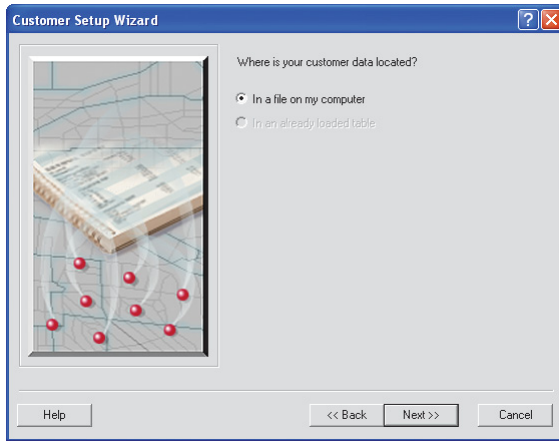 Customer Setup Wizard
Where is your customer data located?
In a file on my computer
In an already loaded table
Help
<< Back
Next >>
Cancel